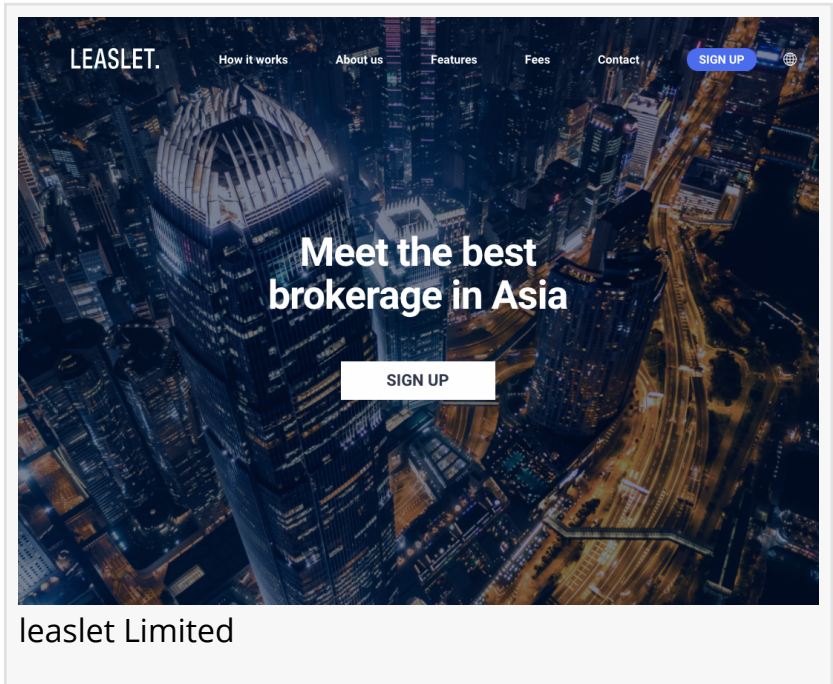 LEASLET.
How it works
About us
Features
Fees
Contact
SIGN UP
Meet the best
brokerage in Asia
SIGN UP
leaslet Limited